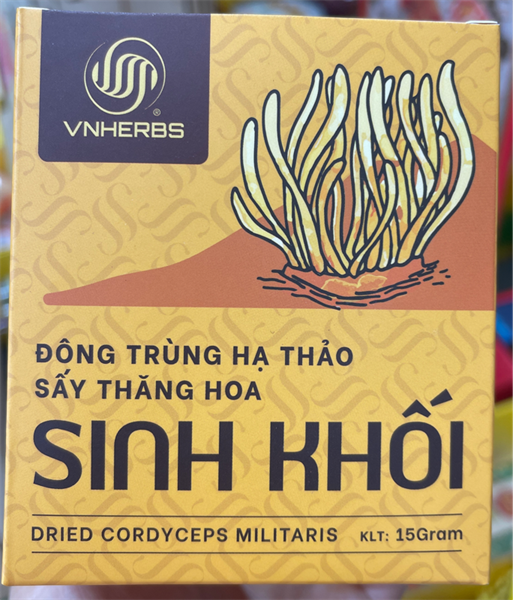 VNHERBS
®
ĐÔNG TRÙNG HẠ THẢO
SẤY THĂNG HOA
SINH KHỐI
DRIED CORDYCEPS MILITARIS KLT: 15Gram